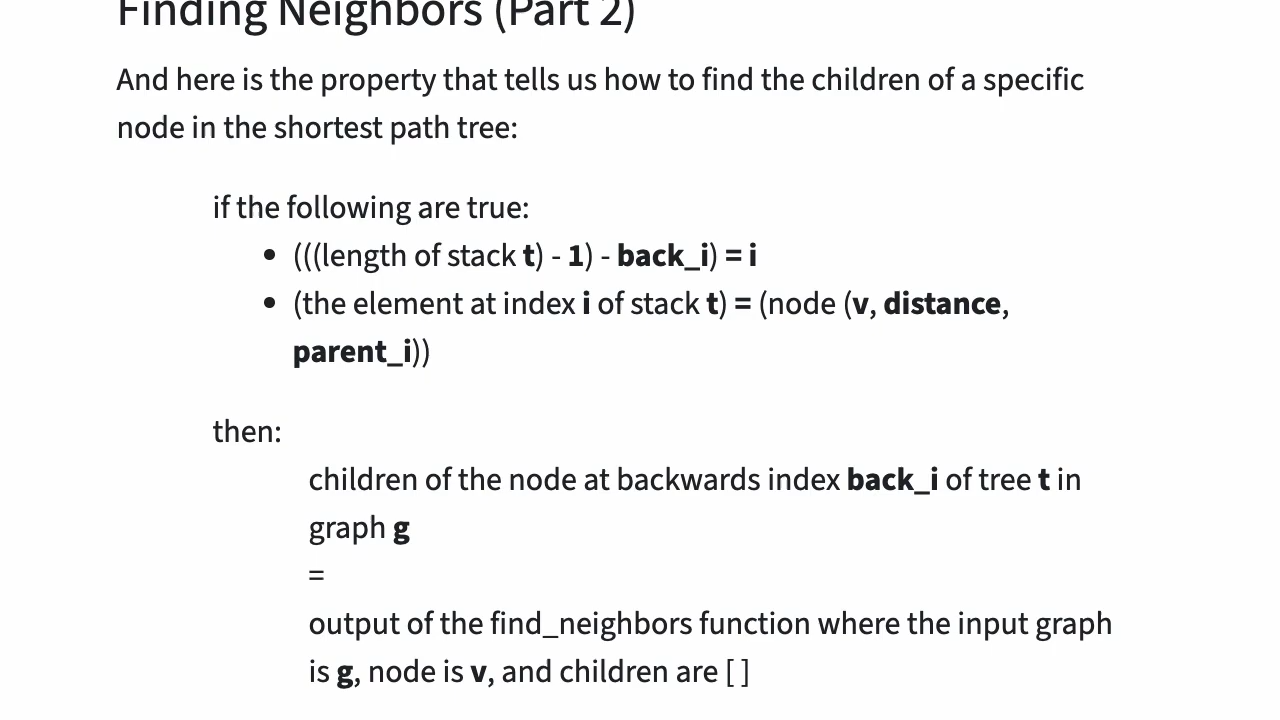 Finding Neighbors (Part 2)
And here is the property that tells us how to find the children of a specific
node in the shortest path tree:
if the following are true:
• (((length of stack t) - 1) - back_i) = i
• (the element at index i of stack t) = (node (v, distance,
parent_i))
then:
children of the node at backwards index back_i of tree t in
graph g
=
output of the find_neighbors function where the input graph
is g, node is v, and children are [ ]